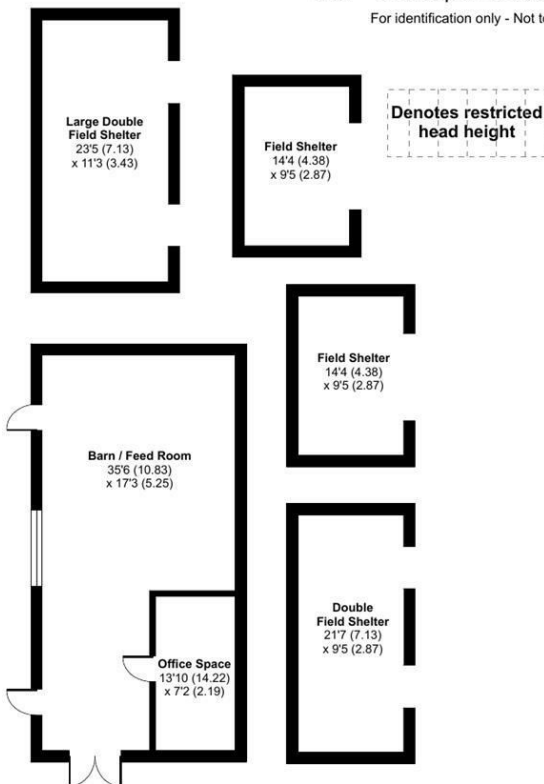 For identification only - Not
Denotes restricted
head height
Large Double
Field Shelter
23'5 (7.13)
x 11'3 (3.43)
Field Shelter
14'4 (4.38)
x 9'5 (2.87)
Field Shelter
14'4 (4.38)
x 9'5 (2.87)
Barn / Feed Room
35'6 (10.83)
x 17'3 (5.25)
Office Space
13'10 (14.22)
x 7'2 (2.19)
Double
Field Shelter
21'7 (7.13)
x 9'5 (2.87)